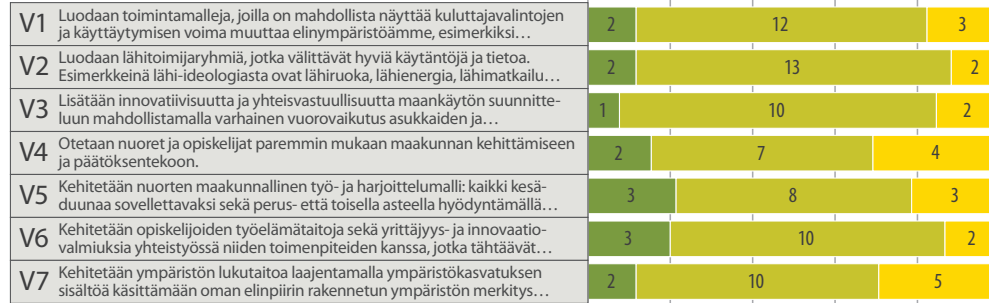 V1 Luodaan toimintamalleja, joilla on mahdollista näyttää kuluttajavalintojen
ja käyttäytymisen voima muuttaa elinympäristöämme, esimerkiksi…
2 12 3
V2 Luodaan lähitoimijaryhmiä, jotka välittävät hyviä käytäntöjä ja tietoa.
Esimerkkeinä lähi-ideologiasta ovat lähiruoka, lähienergia, lähimatkailu…
2 13 2
V3 Lisätään innovatiivisuutta ja yhteisvastuullisuutta maankäytön suunnitte-
luun mahdollistamalla varhainen vuorovaikutus asukkaiden ja…
1 10 2
V4 Otetaan nuoret ja opiskelijat paremmin mukaan maakunnan kehittämiseen
ja päätöksentekoon.
2 7 4
V5 Kehitetään nuorten maakunnallinen työ- ja harjoittelumalli: kaikki kesä-
duunaa sovellettavaksi sekä perus- että toisella asteella hyödyntämällä…
3 8 3
V6 Kehitetään opiskelijoiden työelämätaitoja sekä yrittäjyys- ja innovaatio-
valmiuksia yhteistyössä niiden toimenpiteiden kanssa, jotka tähtäävät…
3 10 2
V7 Kehitetään ympäristön lukutaitoa laajentamalla ympäristökasvatuksen
sisältöä käsittämään oman elinpiirin rakennetun ympäristön merkitys…
2 10 5